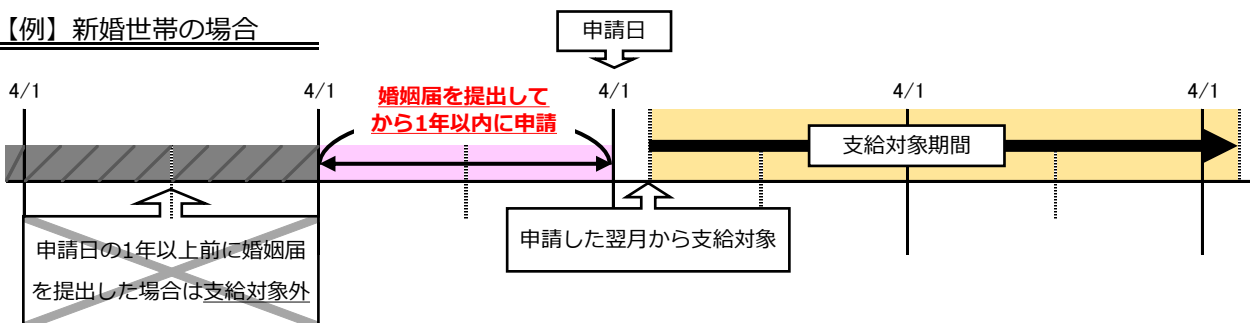 【例】新婚世帯の場合
申請日
4/1
4/1
4/1
4/1
4/1
婚姻届を提出して
から1年以内に申請
支給対象期間
申請日の1年以上前に婚姻届
を提出した場合は支給対象外
申請した翌月から支給対象